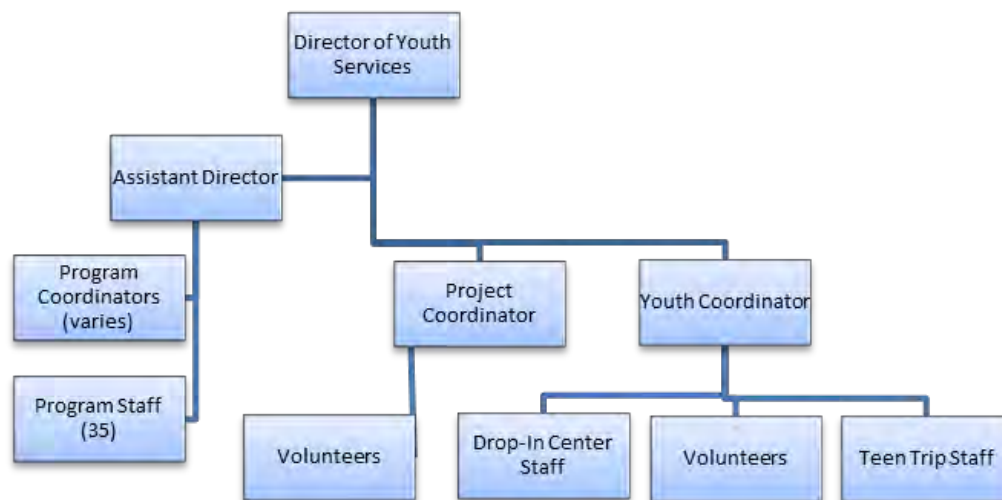 Director of Youth
Services
Assistant Director
Program
Coordinators
(varies)
Project
Coordinator
Youth Coordinator
Program Staff
(35)
Volunteers
Drop-In Center
Staff
Volunteers
Teen Trip Staff